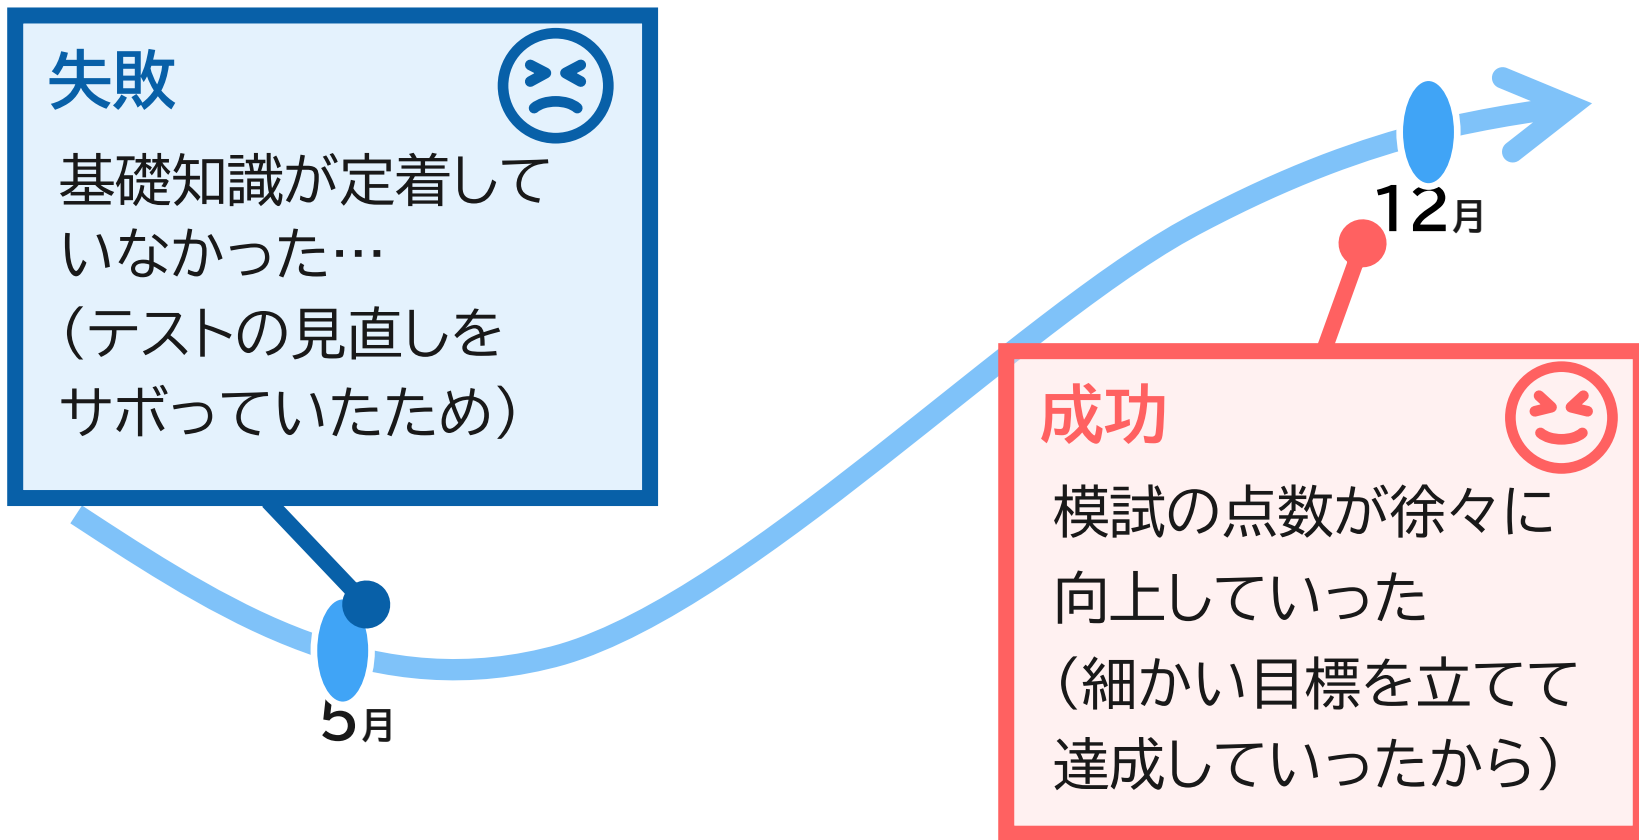 失敗
基礎知識が定着して
いなかった…
（テストの見直しを
サボっていたため）
5月
12月
成功
模試の点数が徐々に
向上していった
（細かい目標を立てて
達成していったから）